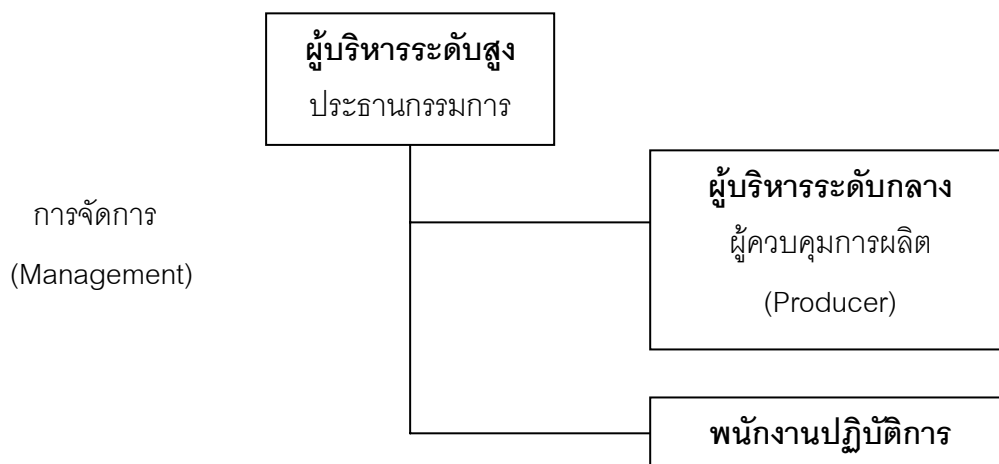 ผู้บริหารระดับสูง
ประธานกรรมการ
ผู้บริหารระดับกลาง
ผู้ควบคุมการผลิต
(Producer)
การจัดการ
(Management)
พนักงานปฏิบัติการ